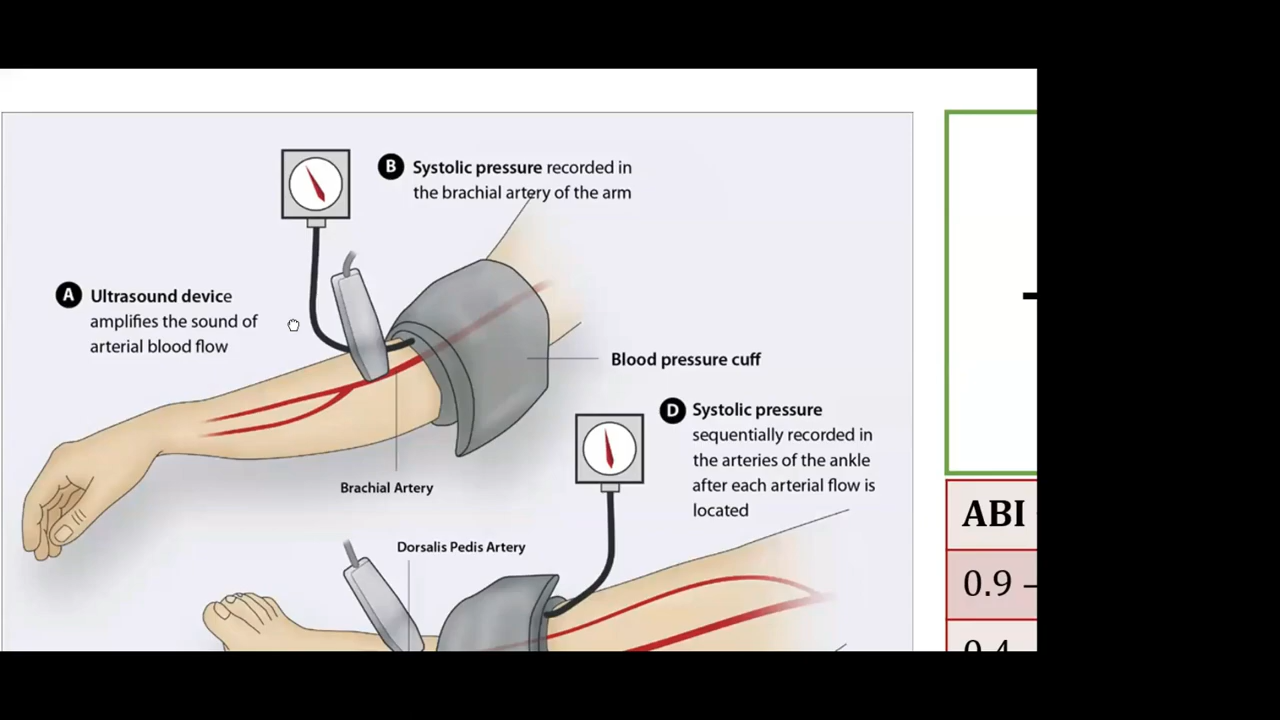 B Systolic pressure recorded in
the brachial artery of the arm
A Ultrasound device
amplifies the sound of
arterial blood flow
Blood pressure cuff
D Systolic pressure
sequentially recorded in
the arteries of the ankle
after each arterial flow is
located
Brachial Artery
Dorsalis Pedis Artery
ABI
0.9 –
0.4